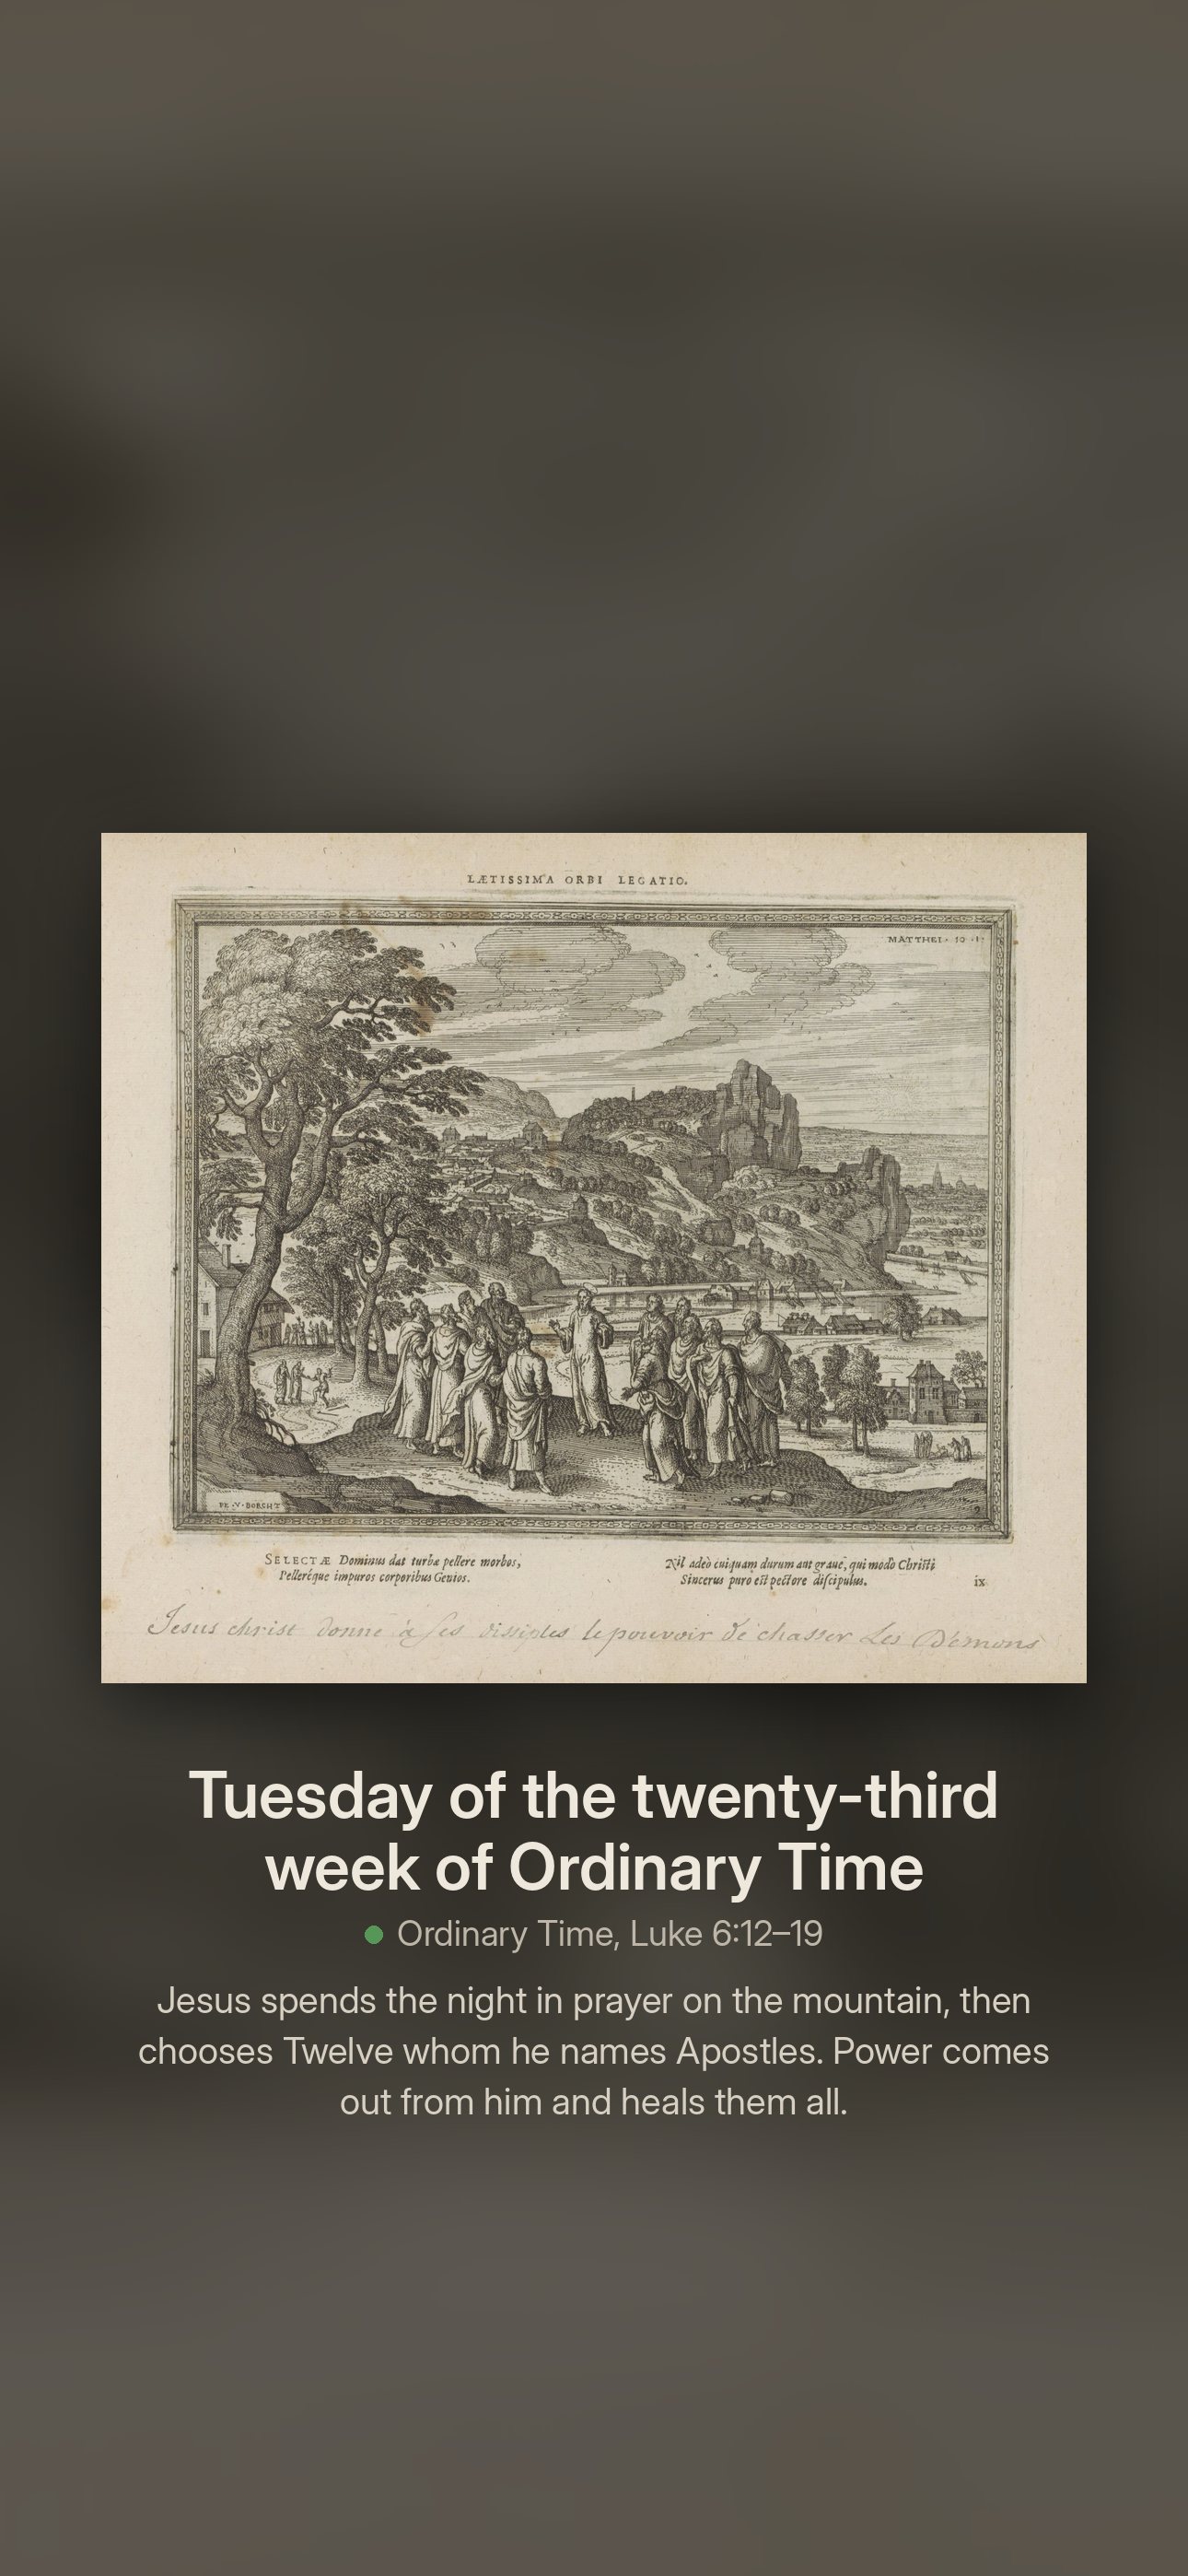 LÆTISSIMA ORBI LEGATIO.
MATTHEI · 10 · 1 ·
PE · V · BORSHT
SELECTÆ Dominus dat turbæ pellere morbos,
Pelleréque impuros corporibus Genios.
Nil adeò cuiquam durum aut graue, qui modò Christi
Sincerus puro est pectore discipulus.
ix
Jesus christ donne à ses disciples le pouvoir de chasser Les Démons
Tuesday of the twenty-third
week of Ordinary Time
Ordinary Time, Luke 6:12–19
Jesus spends the night in prayer on the mountain, then
chooses Twelve whom he names Apostles. Power comes
out from him and heals them all.